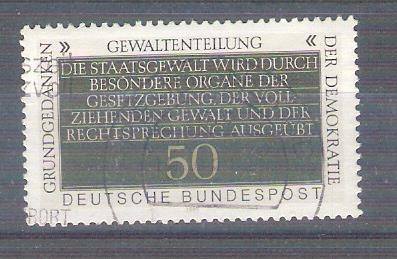 GRUNDGEDANKEN
» GEWALTENTEILUNG «
DER DEMOKRATIE
DIE STAATSGEWALT WIRD DURCH
BESONDERE ORGANE DER
GESETZGEBUNG, DER VOLL-
ZIEHENDEN GEWALT UND DER
RECHTSPRECHUNG AUSGEÜBT
50
DEUTSCHE BUNDESPOST